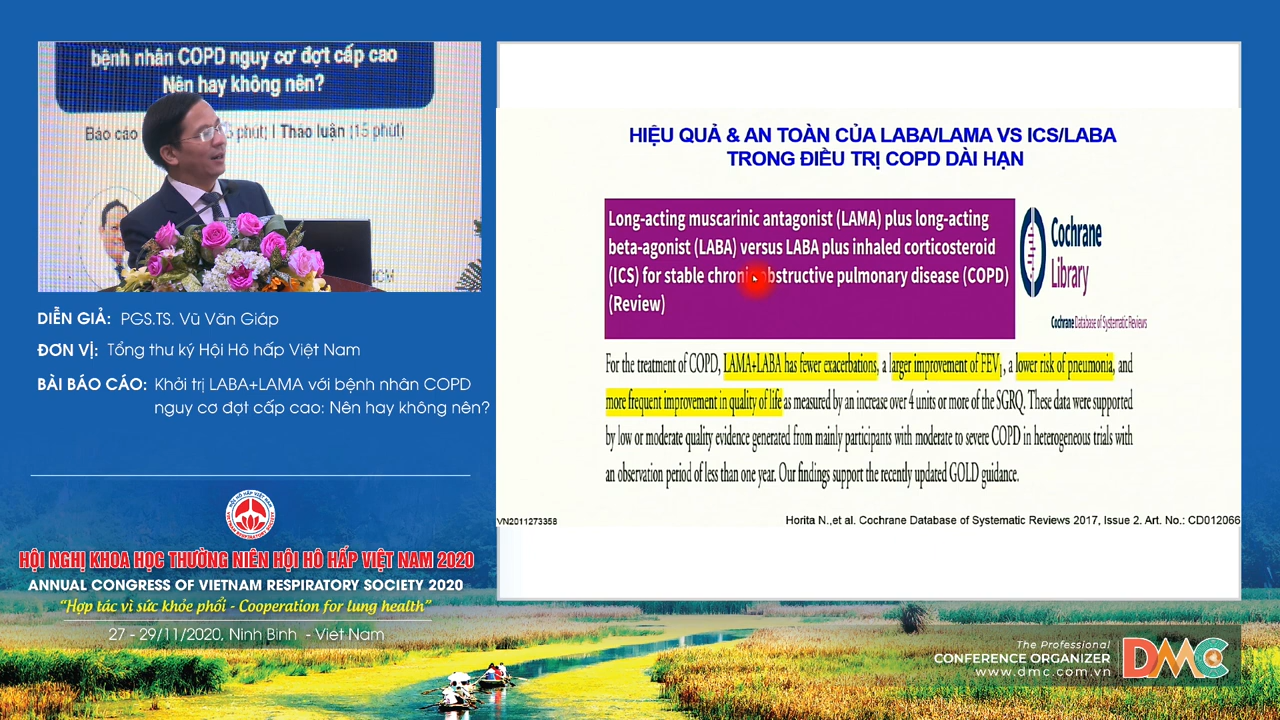 bệnh nhân COPD nguy cơ đợt cấp cao
Nên hay không nên?
Báo cáo phút) | Thảo luận (15 phút)
DIỄN GIẢ: PGS.TS. Vũ Văn Giáp
ĐƠN VỊ: Tổng thư ký Hội Hô hấp Việt Nam
BÀI BÁO CÁO: Khởi trị LABA+LAMA với bệnh nhân COPD
nguy cơ đợt cấp cao: Nên hay không nên?
HỘI HÔ HẤP VIỆT NAM
VIETNAM RESPIRATORY SOCIETY
HỘI NGHỊ KHOA HỌC THƯỜNG NIÊN HỘI HÔ HẤP VIỆT NAM 2020
ANNUAL CONGRESS OF VIETNAM RESPIRATORY SOCIETY 2020
“Hợp tác vì sức khỏe phổi - Cooperation for lung health”
27 - 29/11/2020, Ninh Bình - Việt Nam
HIỆU QUẢ & AN TOÀN CỦA LABA/LAMA VS ICS/LABA
TRONG ĐIỀU TRỊ COPD DÀI HẠN
Long-acting muscarinic antagonist (LAMA) plus long-acting
beta-agonist (LABA) versus LABA plus inhaled corticosteroid
(ICS) for stable chronic obstructive pulmonary disease (COPD)
(Review)
Cochrane
Library
Cochrane Database of Systematic Reviews
For the treatment of COPD, LAMA+LABA has fewer exacerbations, a larger improvement of FEV₁, a lower risk of pneumonia, and
more frequent improvement in quality of life as measured by an increase over 4 units or more of the SGRQ. These data were supported
by low or moderate quality evidence generated from mainly participants with moderate to severe COPD in heterogeneous trials with
an observation period of less than one year. Our findings support the recently updated GOLD guidance.
VN2011273358
Horita N.,et al. Cochrane Database of Systematic Reviews 2017, Issue 2. Art. No.: CD012066
The Professional
CONFERENCE ORGANIZER
www.dmc.com.vn
DMC